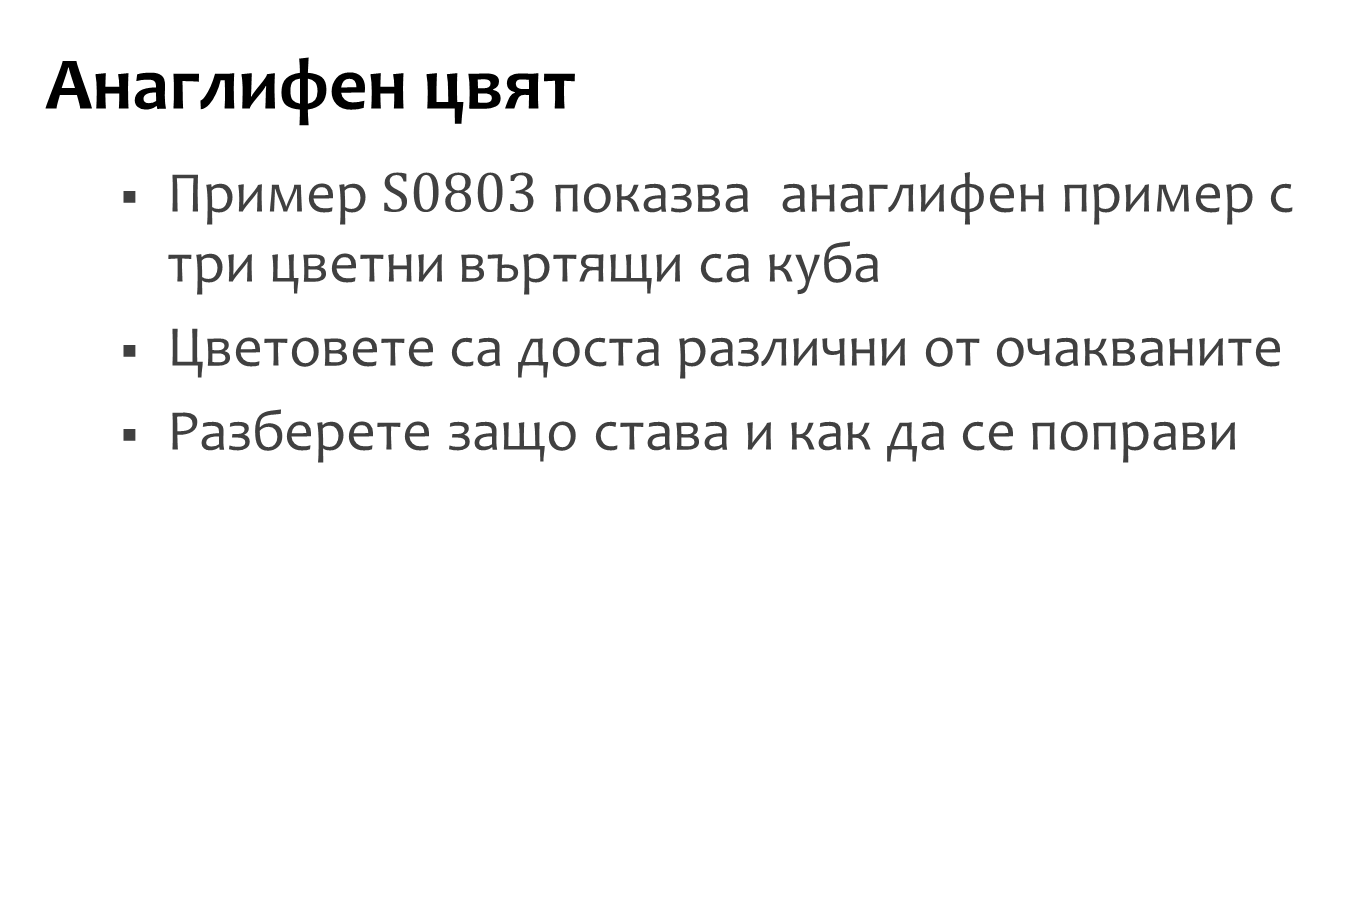 Анаглифен цвят
▪ Пример S0803 показва анаглифен пример с
три цветни въртящи са куба
▪ Цветовете са доста различни от очакваните
▪ Разберете защо става и как да се поправи